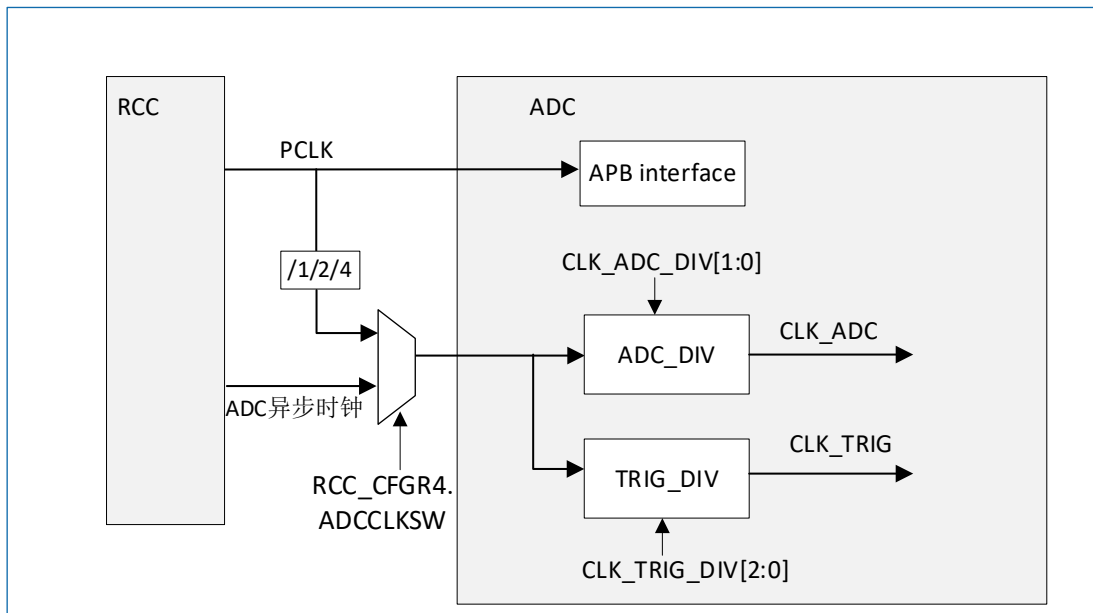 RCC
ADC
PCLK
APB interface
/1/2/4
CLK_ADC_DIV[1:0]
ADC_DIV
CLK_ADC
ADC异步时钟
RCC_CFGR4.
ADCCLKSW
TRIG_DIV
CLK_TRIG
CLK_TRIG_DIV[2:0]